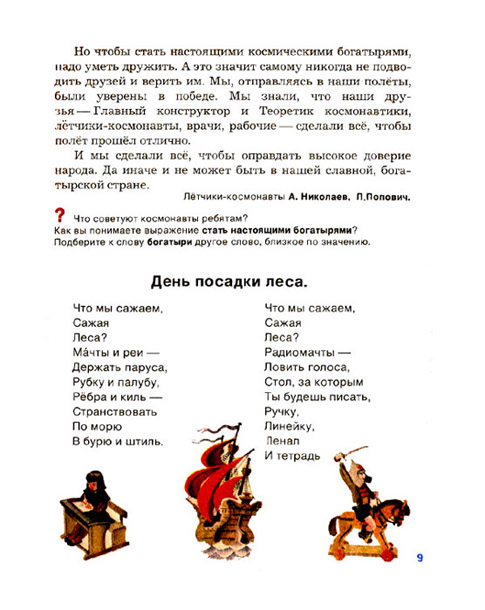 Но чтобы стать настоящими космическими богатырями,
надо уметь дружить. А это значит самому никогда не подво-
дить друзей и верить им. Мы, отправляясь в наши полёты,
были уверены в победе. Мы знали, что наши дру-
зья — Главный конструктор и Теоретик космонавтики,
лётчики-космонавты, врачи, рабочие — сделали всё, чтобы
полёт прошёл отлично.
И мы сделали всё, чтобы оправдать высокое доверие
народа. Да иначе и не может быть в нашей славной, бога-
тырской стране.
Лётчики-космонавты А. Николаев, П.Попович.
? Что советуют космонавты ребятам?
Как вы понимаете выражение стать настоящими богатырями?
Подберите к слову богатыри другое слово, близкое по значению.
День посадки леса.
Что мы сажаем,
Сажая
Леса?
Ма́чты и реи —
Держать паруса,
Рубку и палубу,
Рёбра и киль —
Странствовать
По морю
В бурю и штиль.
Что мы сажаем,
Сажая
Леса?
Радиомачты —
Ловить голоса,
Стол, за которым
Ты будешь писать,
Ручку,
Линейку,
Пенал
И тетрадь
9